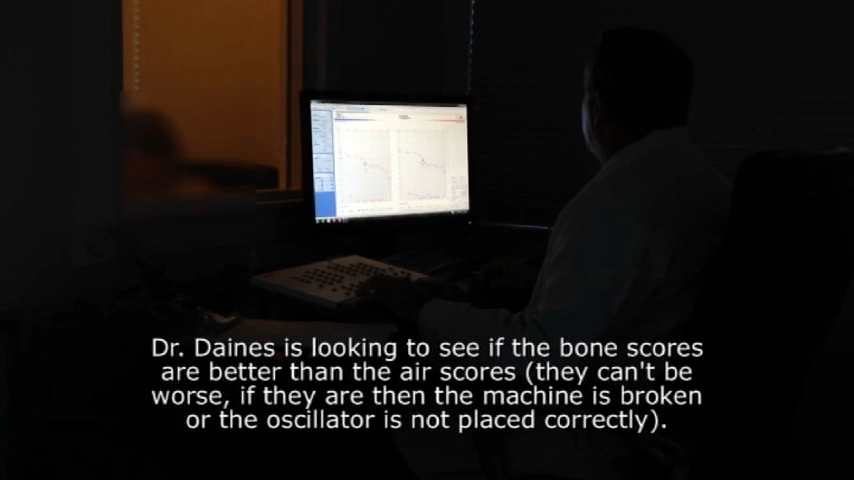 Dr. Daines is looking to see if the bone scores
are better than the air scores (they can't be
worse, if they are then the machine is broken
or the oscillator is not placed correctly).